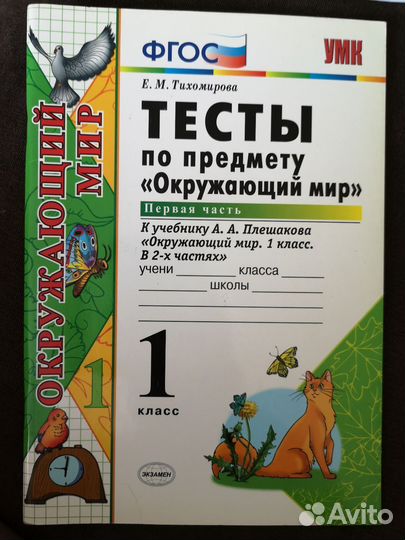 ФГОС
УМК
Е. М. Тихомирова
ТЕСТЫ
по предмету
«Окружающий мир»
Первая часть
К учебнику А. А. Плешакова
«Окружающий мир. 1 класс.
В 2-х частях»
учени класса
школы
1
класс
ЭКЗАМЕН
ОКРУЖАЮЩИЙ
МИР
1
Avito